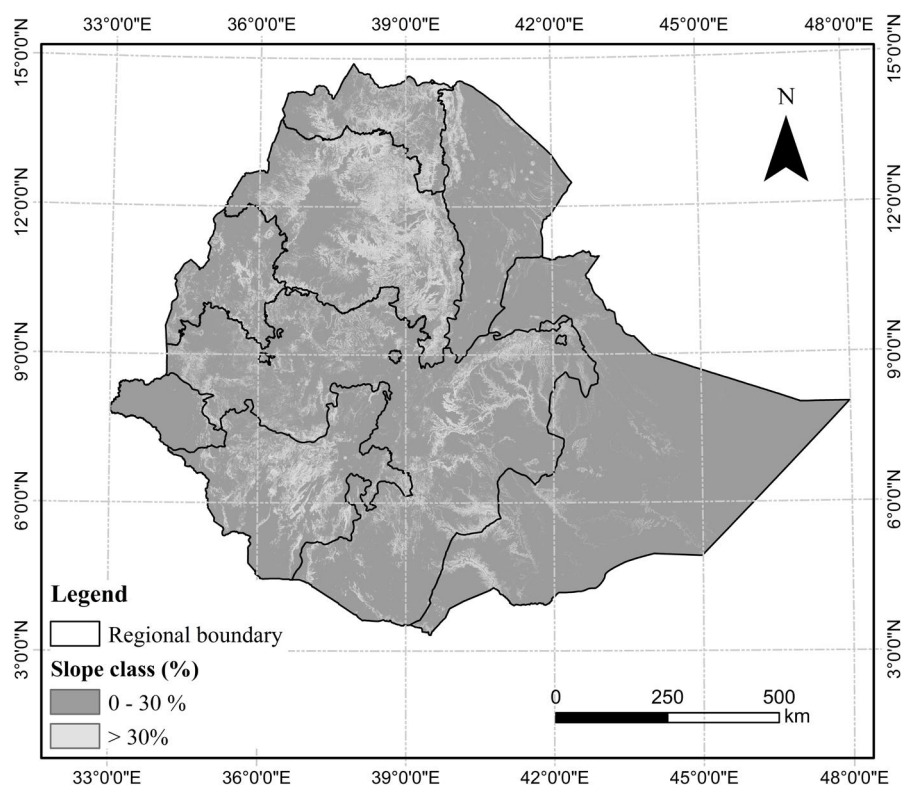 33°0'0"E 36°0'0"E 39°0'0"E 42°0'0"E 45°0'0"E 48°0'0"E
15°0'0"N 15°0'0"N
N
12°0'0"N 12°0'0"N
9°0'0"N 9°0'0"N
6°0'0"N 6°0'0"N
Legend
Regional boundary
3°0'0"N 3°0'0"N
Slope class (%)
0 - 30 %
> 30%
0 250 500
km
33°0'0"E 36°0'0"E 39°0'0"E 42°0'0"E 45°0'0"E 48°0'0"E